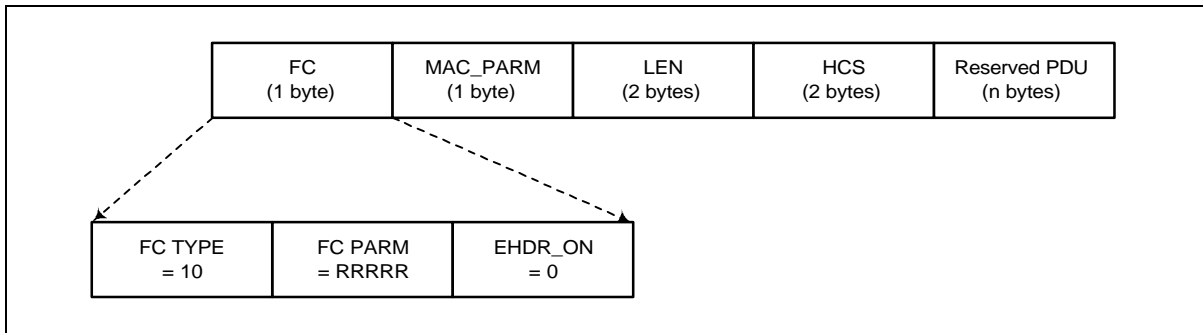 FC
(1 byte)
MAC_PARM
(1 byte)
LEN
(2 bytes)
HCS
(2 bytes)
Reserved PDU
(n bytes)
FC TYPE
= 10
FC PARM
= RRRRR
EHDR_ON
= 0